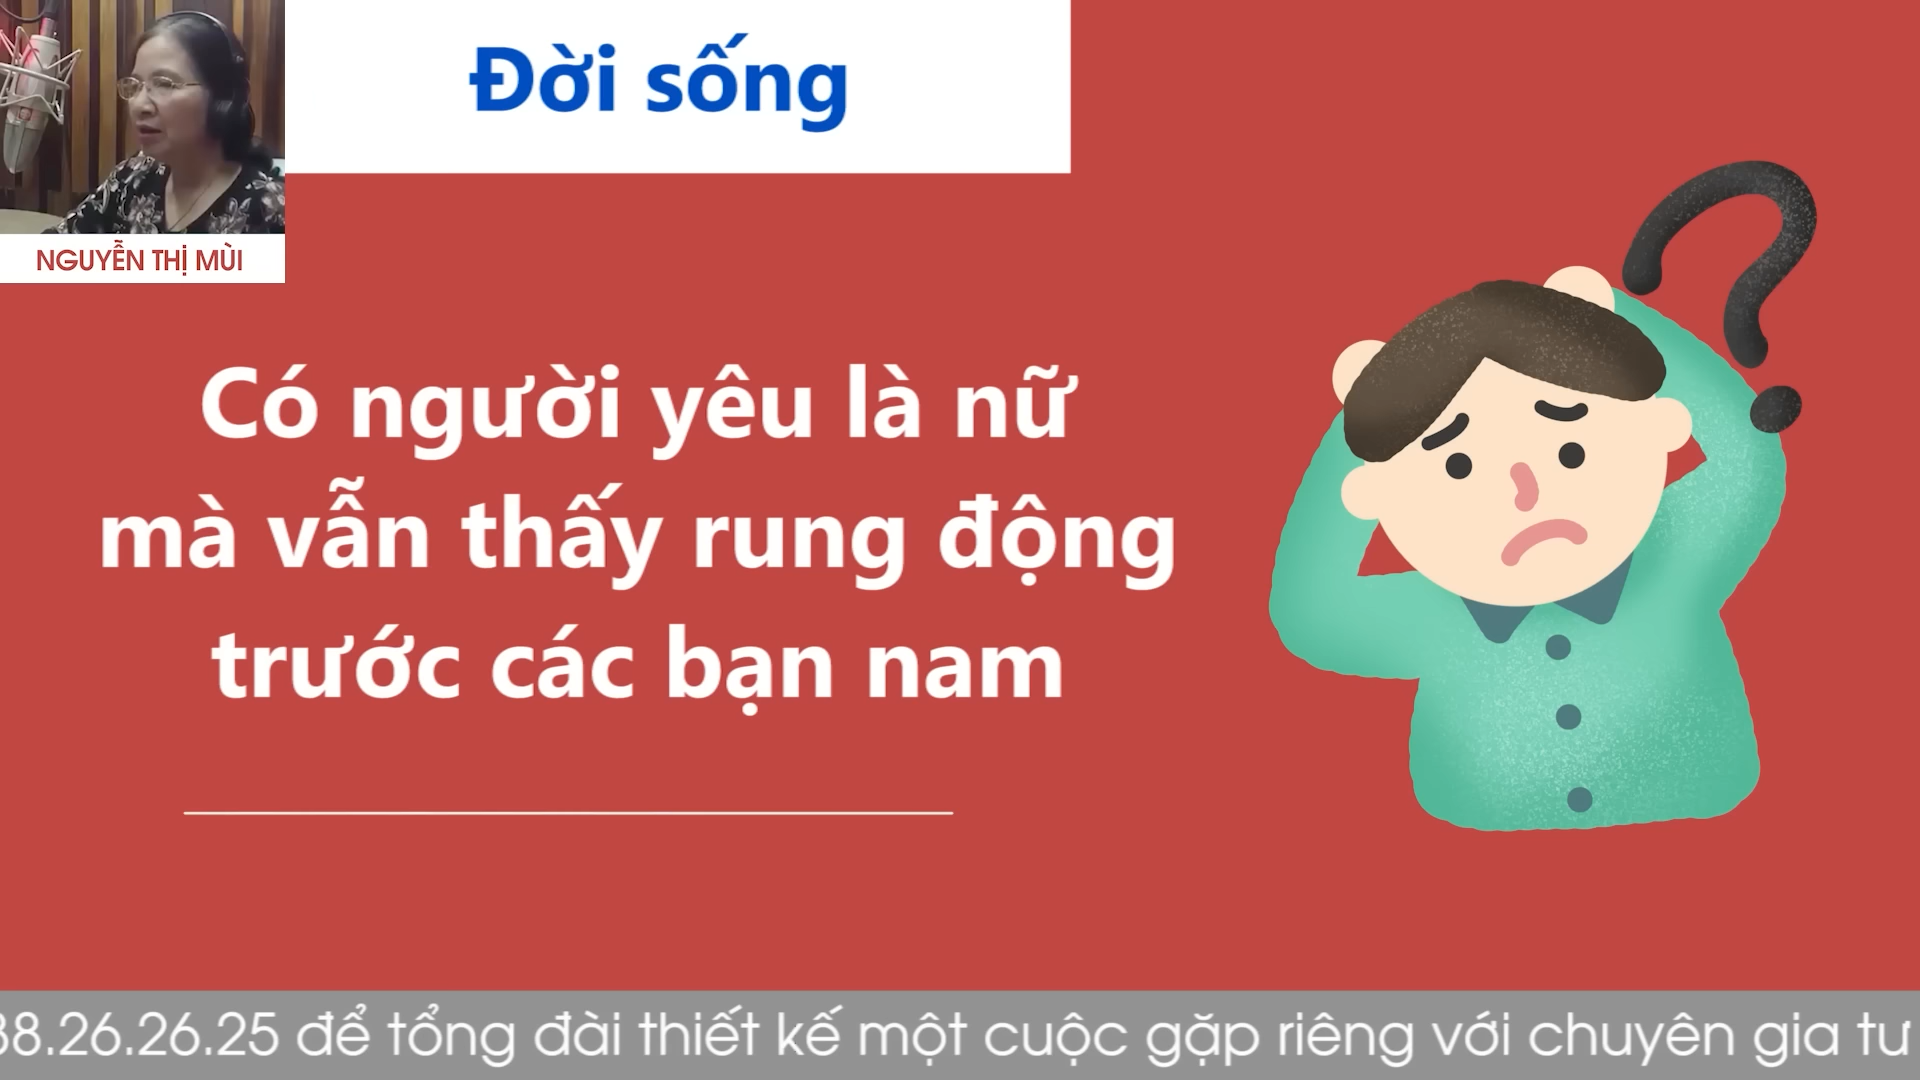 Đời sống
NGUYỄN THỊ MÙI
Có người yêu là nữ
mà vẫn thấy rung động
trước các bạn nam
38.26.26.25 để tổng đài thiết kế một cuộc gặp riêng với chuyên gia tư